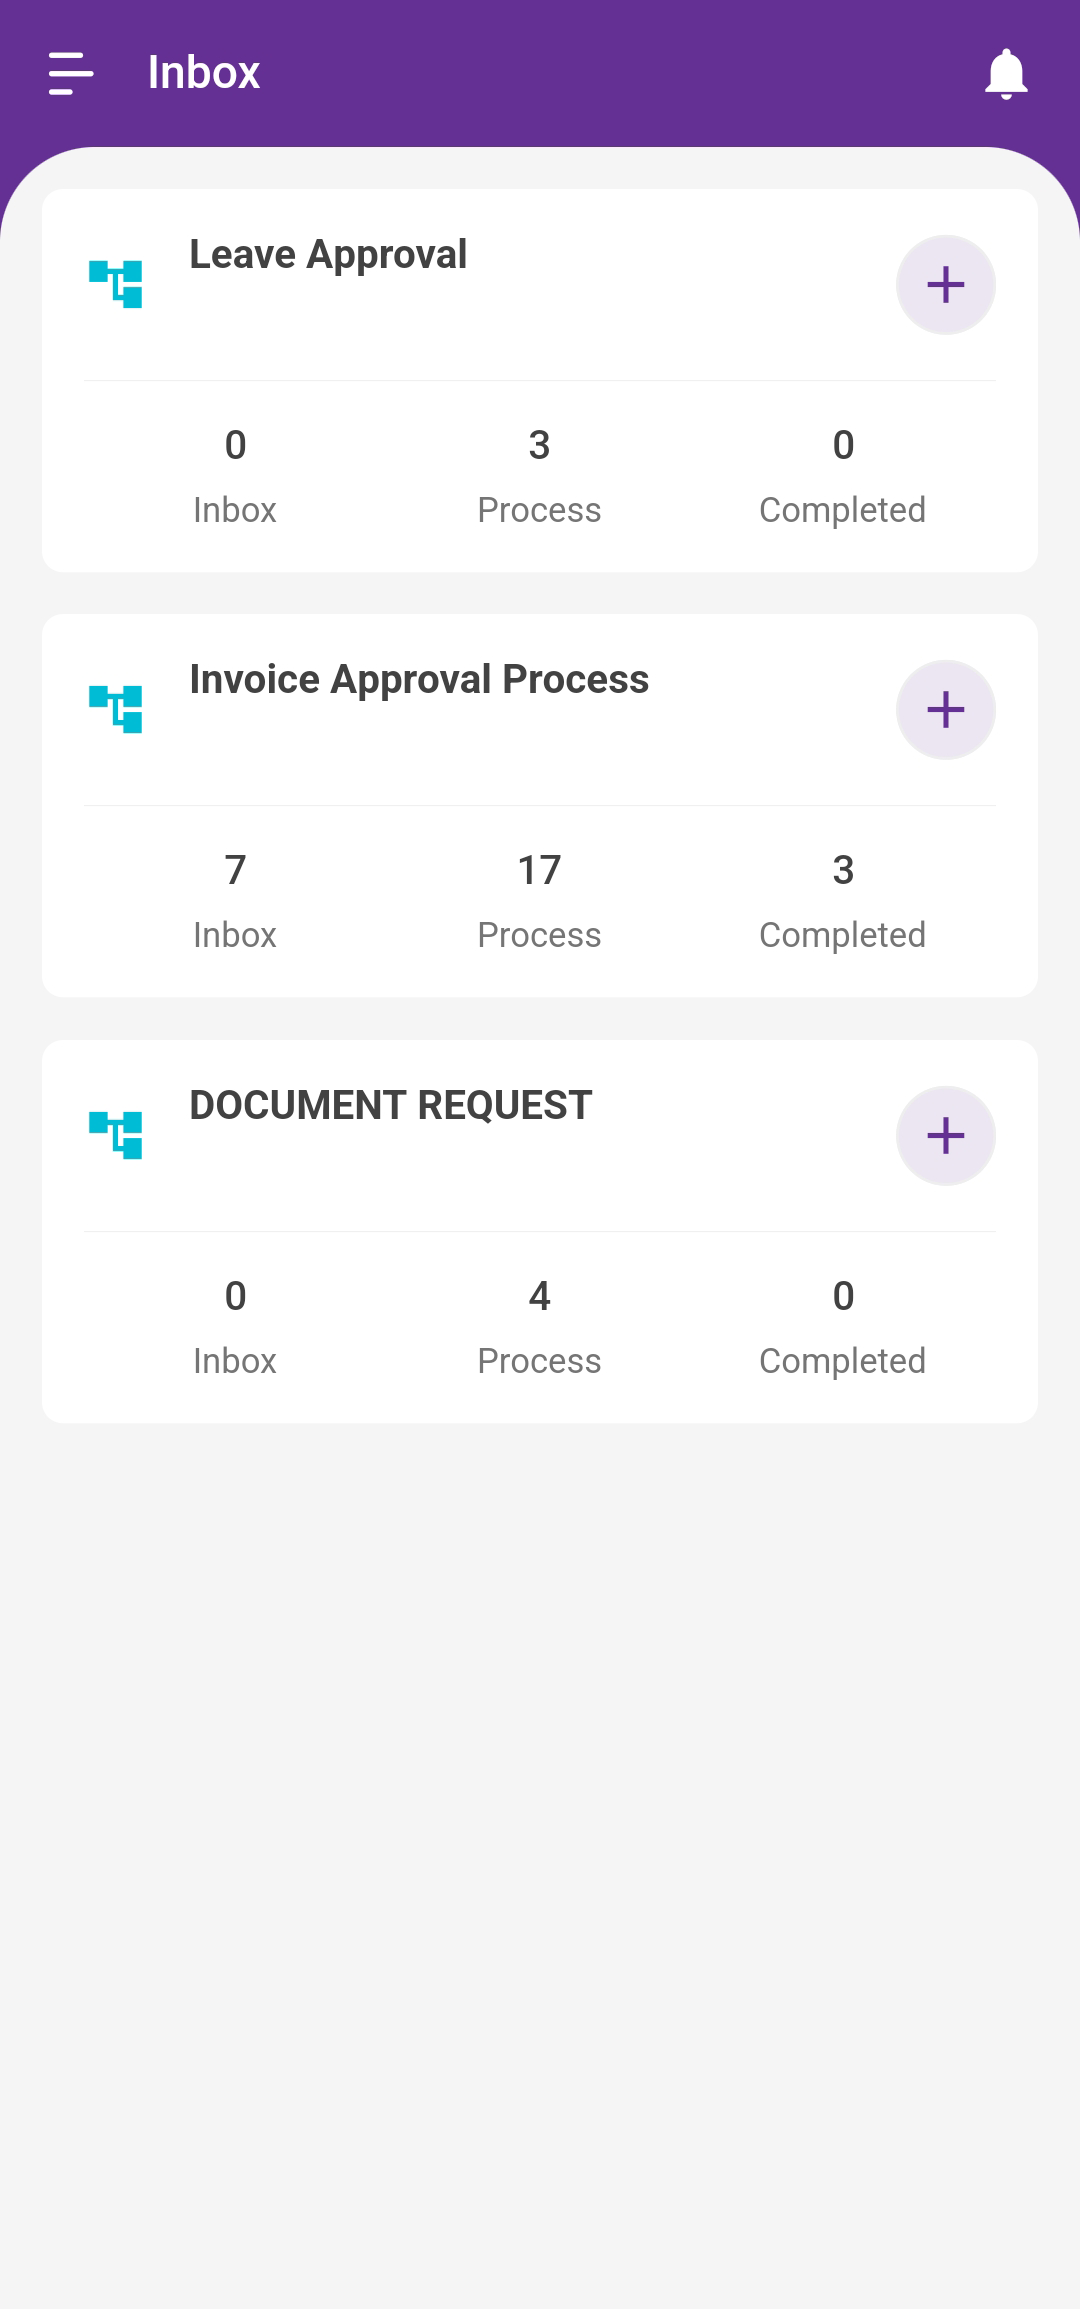 Inbox
Leave Approval
0 3 0
Inbox Process Completed
Invoice Approval Process
7 17 3
Inbox Process Completed
DOCUMENT REQUEST
0 4 0
Inbox Process Completed